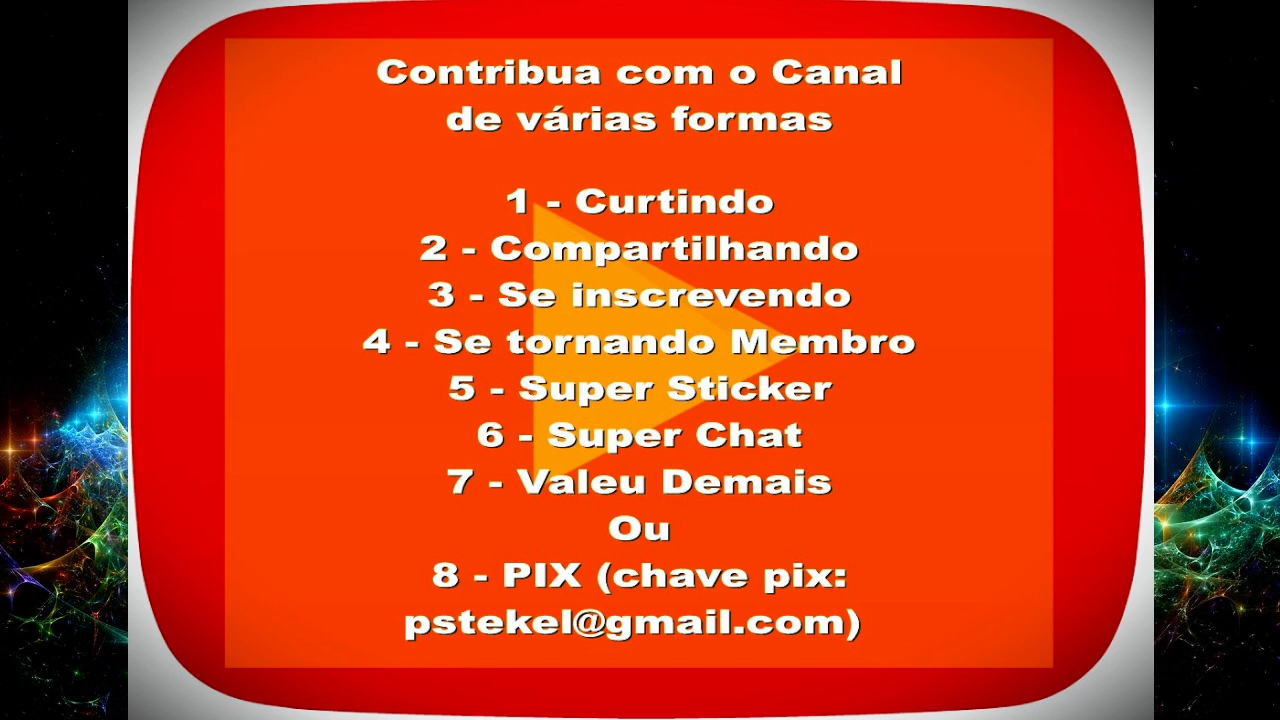 Contribua com o Canal
de várias formas
1 - Curtindo
2 - Compartilhando
3 - Se inscrevendo
4 - Se tornando Membro
5 - Super Sticker
6 - Super Chat
7 - Valeu Demais
Ou
8 - PIX (chave pix:
pstekel@gmail.com)